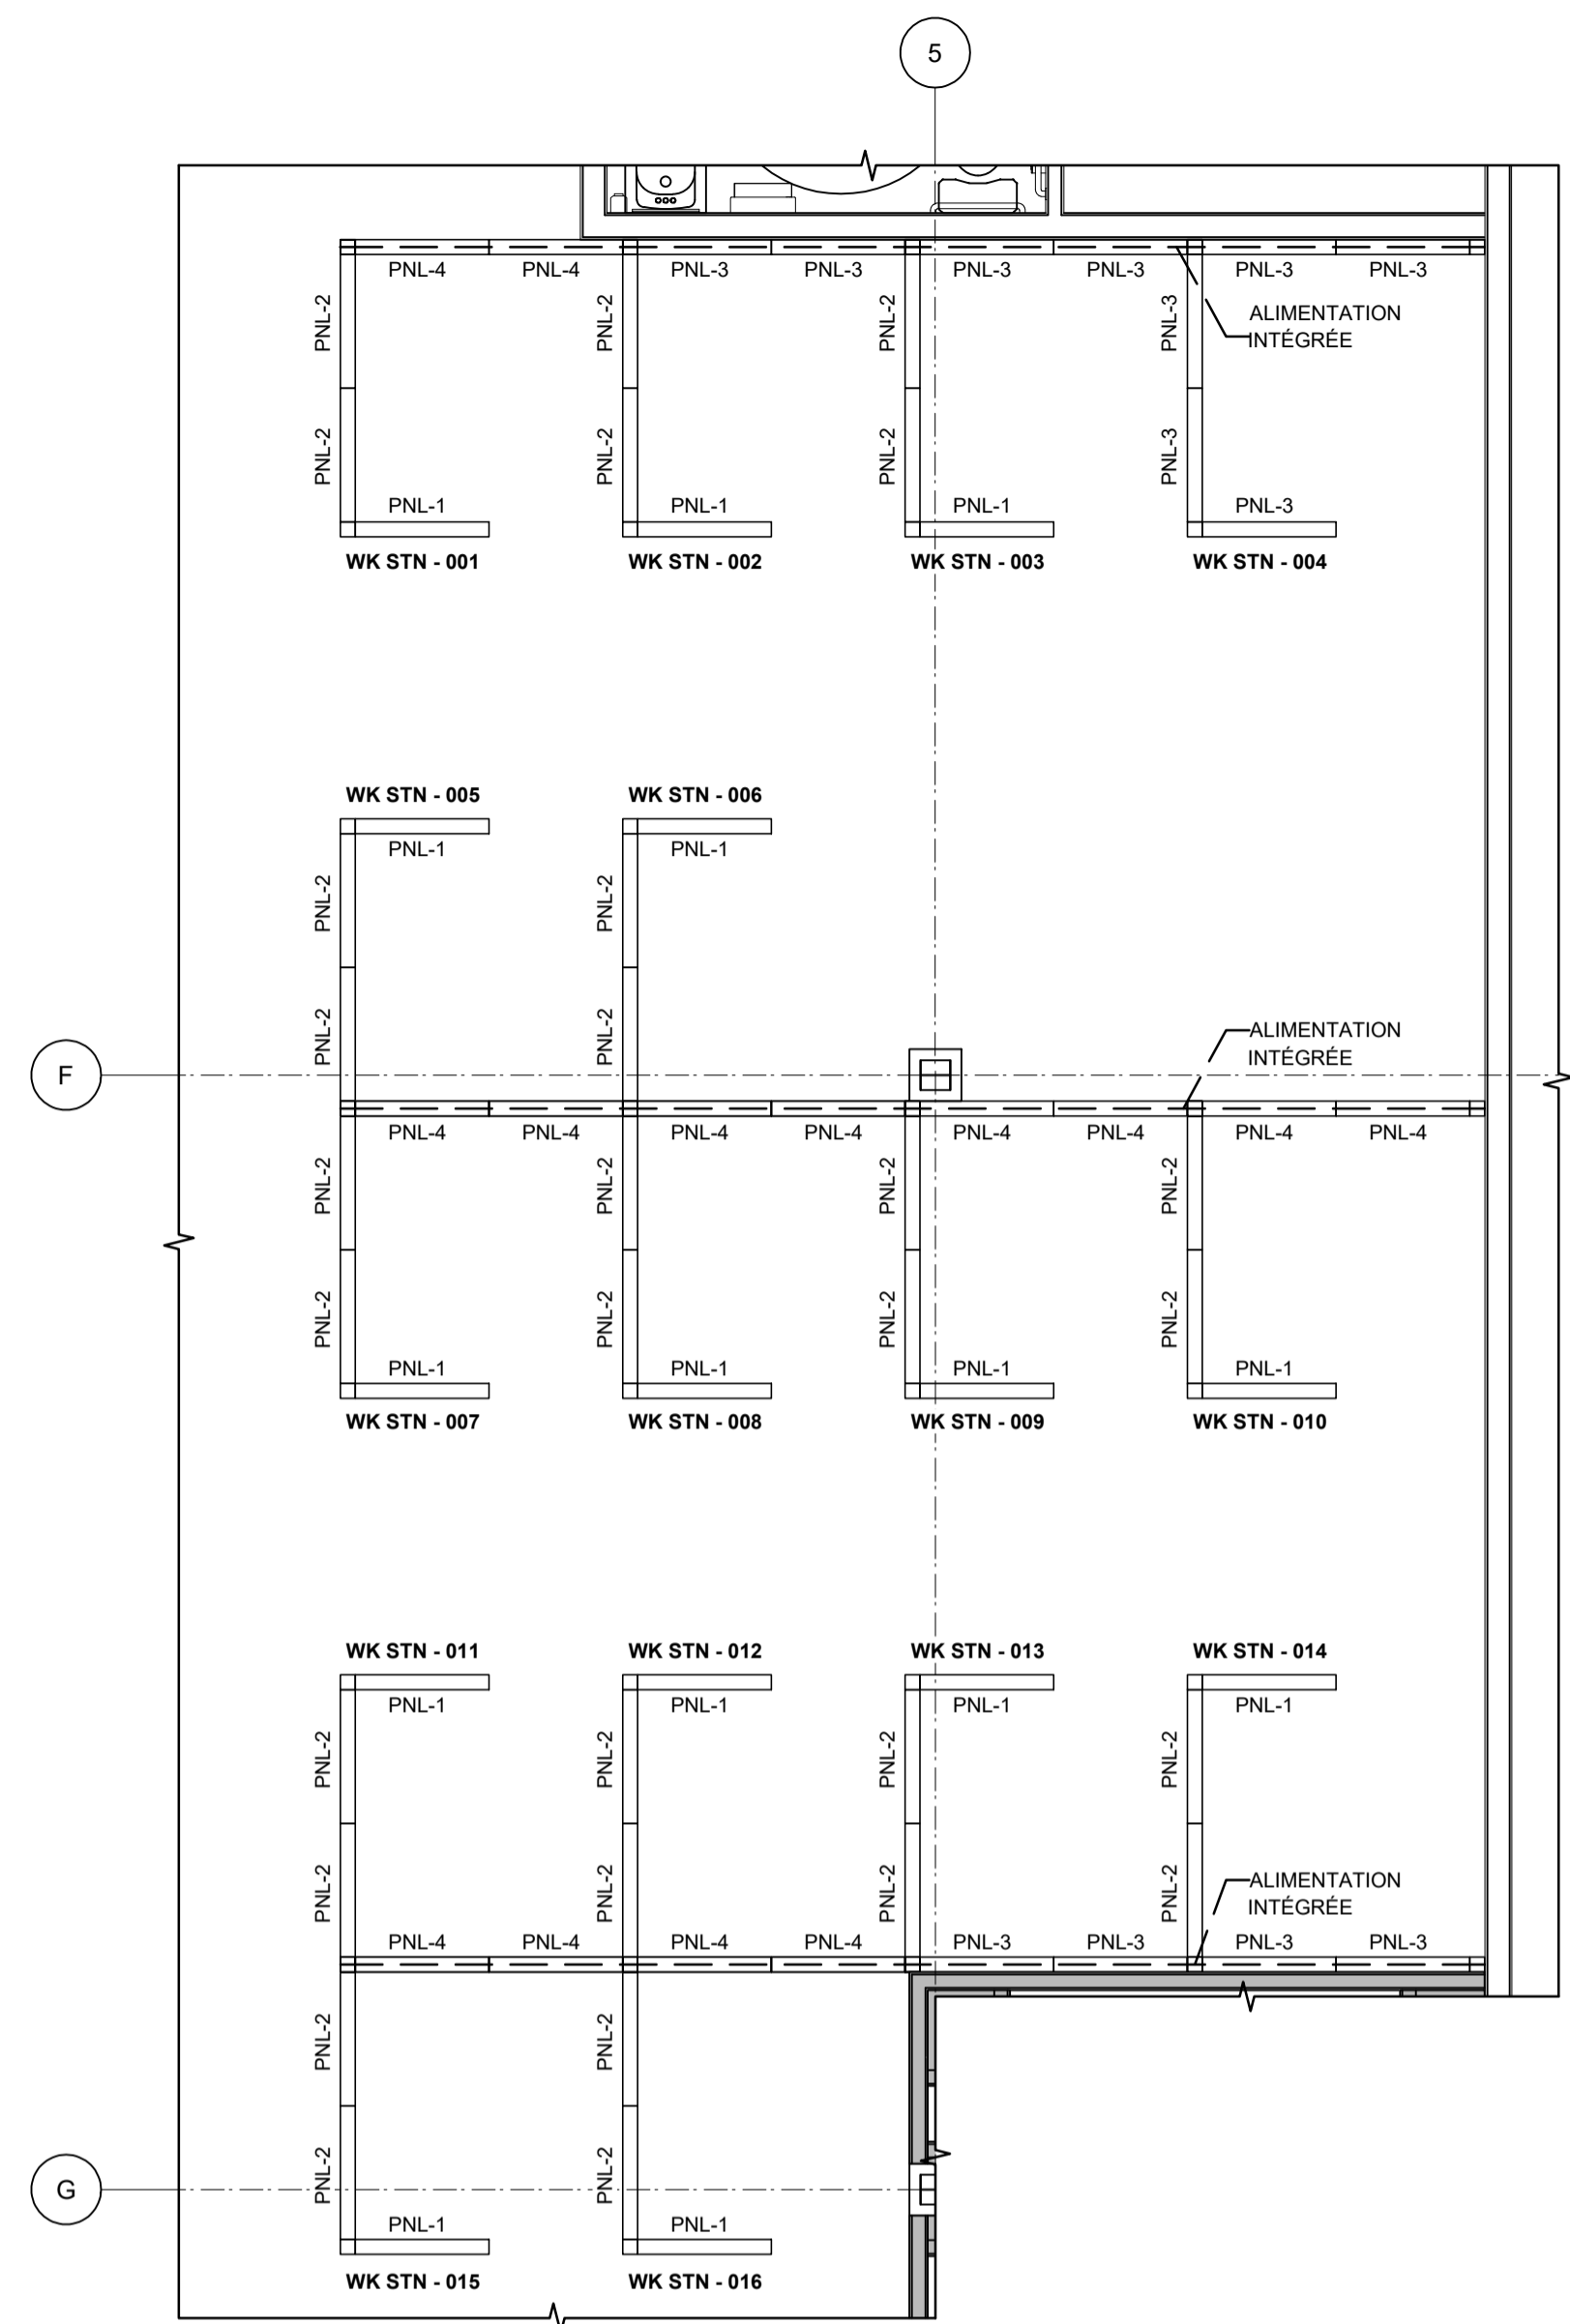 5
PNL-4 PNL-4 PNL-3 PNL-3 PNL-3 PNL-3 PNL-3 PNL-3
PNL-2 PNL-2 PNL-2 PNL-3
ALIMENTATION
INTÉGRÉE
PNL-2 PNL-2 PNL-2 PNL-3
PNL-1 PNL-1 PNL-1 PNL-3
WK STN - 001 WK STN - 002 WK STN - 003 WK STN - 004
WK STN - 005 WK STN - 006
PNL-1 PNL-1
PNL-2 PNL-2
PNL-2 PNL-2
ALIMENTATION
INTÉGRÉE
F
PNL-4 PNL-4 PNL-4 PNL-4 PNL-4 PNL-4 PNL-4 PNL-4
PNL-2 PNL-2 PNL-2 PNL-2
PNL-2 PNL-2 PNL-2 PNL-2
PNL-1 PNL-1 PNL-1 PNL-1
WK STN - 007 WK STN - 008 WK STN - 009 WK STN - 010
WK STN - 011 WK STN - 012 WK STN - 013 WK STN - 014
PNL-1 PNL-1 PNL-1 PNL-1
PNL-2 PNL-2 PNL-2 PNL-2
PNL-2 PNL-2 PNL-2 PNL-2
ALIMENTATION
INTÉGRÉE
PNL-4 PNL-4 PNL-4 PNL-4 PNL-3 PNL-3 PNL-3 PNL-3
PNL-2 PNL-2
PNL-2 PNL-2
G
PNL-1 PNL-1
WK STN - 015 WK STN - 016